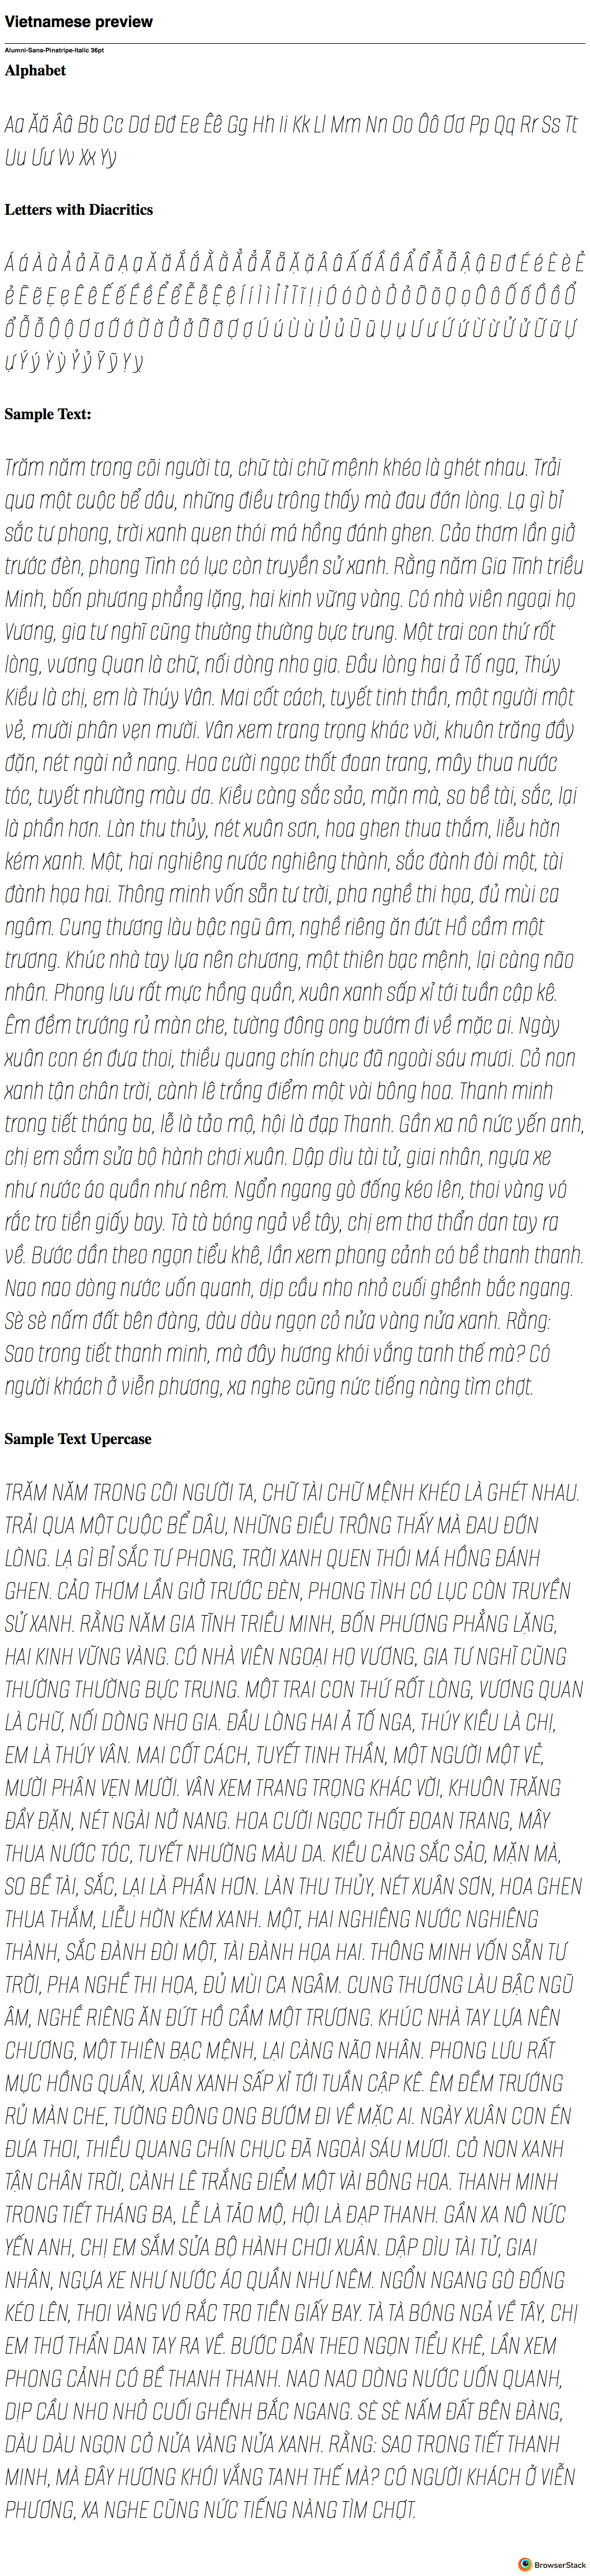 Vietnamese preview
Alumni-Sans-Pinstripe-Italic 36pt
Alphabet
Aa Ăă Ââ Bb Cc Dd Đđ Ee Êê Gg Hh Ii Kk Ll Mm Nn Oo Ôô Ơơ Pp Qq Rr Ss Tt
Uu Ưư Vv Xx Yy
Letters with Diacritics
Á á À à Ả ả Ã ã Ạ ạ Ă ă Ắ ắ Ằ ằ Ẳ ẳ Ẵ ẵ Ặ ặ Â â Ấ ấ Ầ ầ Ẩ ẩ Ẫ ẫ Ậ ậ Đ đ É é È è Ẻ
ẻ Ẽ ẽ Ẹ ẹ Ê ê Ế ế Ề ề Ể ể Ễ ễ Ệ ệ Í í Ì ì Ỉ ỉ Ĩ ĩ Ị ị Ó ó Ò ò Ỏ ỏ Õ õ Ọ ọ Ô ô Ố ố Ồ ồ Ổ
ổ Ỗ ỗ Ộ ộ Ơ ơ Ớ ớ Ờ ờ Ở ở Ỡ ỡ Ợ ợ Ú ú Ù ù Ủ ủ Ũ ũ Ụ ụ Ư ư Ứ ứ Ừ ừ Ử ử Ữ ữ Ự
ự Ý ý Ỳ ỳ Ỷ ỷ Ỹ ỹ Ỵ ỵ
Sample Text:
Trăm năm trong cõi người ta, chữ tài chữ mệnh khéo là ghét nhau. Trải
qua một cuộc bể dâu, những điều trông thấy mà đau đớn lòng. Lạ gì bỉ
sắc tư phong, trời xanh quen thói má hồng đánh ghen. Cảo thơm lần giở
trước đèn, phong Tình có lục còn truyền sử xanh. Rằng năm Gia Tĩnh triều
Minh, bốn phương phẳng lặng, hai kinh vững vàng. Có nhà viên ngoại họ
Vương, gia tư nghĩ cũng thường thường bực trung. Một trai con thứ rốt
lòng, vương Quan là chữ, nối dòng nho gia. Đầu lòng hai ả Tố nga, Thúy
Kiều là chị, em là Thúy Vân. Mai cốt cách, tuyết tinh thần, một người một
vẻ, mười phân vẹn mười. Vân xem trang trọng khác vời, khuôn trăng đầy
đặn, nét ngài nở nang. Hoa cười ngọc thốt đoan trang, mây thua nước
tóc, tuyết nhường màu da. Kiều càng sắc sảo, mặn mà, so bề tài, sắc, lại
là phần hơn. Làn thu thủy, nét xuân sơn, hoa ghen thua thắm, liễu hờn
kém xanh. Một, hai nghiêng nước nghiêng thành, sắc đành đòi một, tài
đành họa hai. Thông minh vốn sẵn tư trời, pha nghề thi họa, đủ mùi ca
ngâm. Cung thương làu bậc ngũ âm, nghề riêng ăn đứt Hồ cầm một
trương. Khúc nhà tay lựa nên chương, một thiên bạc mệnh, lại càng não
nhân. Phong lưu rất mực hồng quần, xuân xanh sấp xỉ tới tuần cập kê.
Êm đềm trướng rủ màn che, tường đông ong bướm đi về mặc ai. Ngày
xuân con én đưa thoi, thiều quang chín chục đã ngoài sáu mươi. Cỏ non
xanh tận chân trời, cành lê trắng điểm một vài bông hoa. Thanh minh
trong tiết tháng ba, lễ là tảo mộ, hội là đạp Thanh. Gần xa nô nức yến anh,
chị em sắm sửa bộ hành chơi xuân. Dập dìu tài tử, giai nhân, ngựa xe
như nước áo quần như nêm. Ngổn ngang gò đống kéo lên, thoi vàng vó
rắc tro tiền giấy bay. Tà tà bóng ngả về tây, chị em thơ thẩn dan tay ra
về. Bước dần theo ngọn tiểu khê, lần xem phong cảnh có bề thanh thanh.
Nao nao dòng nước uốn quanh, dịp cầu nho nhỏ cuối ghềnh bắc ngang.
Sè sè nấm đất bên đàng, dàu dàu ngọn cỏ nửa vàng nửa xanh. Rằng:
Sao trong tiết thanh minh, mà đây hương khói vắng tanh thế mà? Có
người khách ở viễn phương, xa nghe cũng nức tiếng nàng tìm chợt.
Sample Text Upercase
TRĂM NĂM TRONG CÕI NGƯỜI TA, CHỮ TÀI CHỮ MỆNH KHÉO LÀ GHÉT NHAU.
TRẢI QUA MỘT CUỘC BỂ DÂU, NHỮNG ĐIỀU TRÔNG THẤY MÀ ĐAU ĐỚN
LÒNG. LẠ GÌ BỈ SẮC TƯ PHONG, TRỜI XANH QUEN THÓI MÁ HỒNG ĐÁNH
GHEN. CẢO THƠM LẦN GIỞ TRƯỚC ĐÈN, PHONG TÌNH CÓ LỤC CÒN TRUYỀN
SỬ XANH. RẰNG NĂM GIA TĨNH TRIỀU MINH, BỐN PHƯƠNG PHẲNG LẶNG,
HAI KINH VỮNG VÀNG. CÓ NHÀ VIÊN NGOẠI HỌ VƯƠNG, GIA TƯ NGHĨ CŨNG
THƯỜNG THƯỜNG BỰC TRUNG. MỘT TRAI CON THỨ RỐT LÒNG, VƯƠNG QUAN
LÀ CHỮ, NỐI DÒNG NHO GIA. ĐẦU LÒNG HAI Ả TỐ NGA, THÚY KIỀU LÀ CHỊ,
EM LÀ THÚY VÂN. MAI CỐT CÁCH, TUYẾT TINH THẦN, MỘT NGƯỜI MỘT VẺ,
MƯỜI PHÂN VẸN MƯỜI. VÂN XEM TRANG TRỌNG KHÁC VỜI, KHUÔN TRĂNG
ĐẦY ĐẶN, NÉT NGÀI NỞ NANG. HOA CƯỜI NGỌC THỐT ĐOAN TRANG, MÂY
THUA NƯỚC TÓC, TUYẾT NHƯỜNG MÀU DA. KIỀU CÀNG SẮC SẢO, MẶN MÀ,
SO BỀ TÀI, SẮC, LẠI LÀ PHẦN HƠN. LÀN THU THỦY, NÉT XUÂN SƠN, HOA GHEN
THUA THẮM, LIỄU HỜN KÉM XANH. MỘT, HAI NGHIÊNG NƯỚC NGHIÊNG
THÀNH, SẮC ĐÀNH ĐÒI MỘT, TÀI ĐÀNH HỌA HAI. THÔNG MINH VỐN SẴN TƯ
TRỜI, PHA NGHỀ THI HỌA, ĐỦ MÙI CA NGÂM. CUNG THƯƠNG LÀU BẬC NGŨ
ÂM, NGHỀ RIÊNG ĂN ĐỨT HỒ CẦM MỘT TRƯƠNG. KHÚC NHÀ TAY LỰA NÊN
CHƯƠNG, MỘT THIÊN BẠC MỆNH, LẠI CÀNG NÃO NHÂN. PHONG LƯU RẤT
MỰC HỒNG QUẦN, XUÂN XANH SẤP XỈ TỚI TUẦN CẬP KÊ. ÊM ĐỀM TRƯỚNG
RỦ MÀN CHE, TƯỜNG ĐÔNG ONG BƯỚM ĐI VỀ MẶC AI. NGÀY XUÂN CON ÉN
ĐƯA THOI, THIỀU QUANG CHÍN CHỤC ĐÃ NGOÀI SÁU MƯƠI. CỎ NON XANH
TẬN CHÂN TRỜI, CÀNH LÊ TRẮNG ĐIỂM MỘT VÀI BÔNG HOA. THANH MINH
TRONG TIẾT THÁNG BA, LỄ LÀ TẢO MỘ, HỘI LÀ ĐẠP THANH. GẦN XA NÔ NỨC
YẾN ANH, CHỊ EM SẮM SỬA BỘ HÀNH CHƠI XUÂN. DẬP DÌU TÀI TỬ, GIAI
NHÂN, NGỰA XE NHƯ NƯỚC ÁO QUẦN NHƯ NÊM. NGỔN NGANG GÒ ĐỐNG
KÉO LÊN, THOI VÀNG VÓ RẮC TRO TIỀN GIẤY BAY. TÀ TÀ BÓNG NGẢ VỀ TÂY, CHỊ
EM THƠ THẨN DAN TAY RA VỀ. BƯỚC DẦN THEO NGỌN TIỂU KHÊ, LẦN XEM
PHONG CẢNH CÓ BỀ THANH THANH. NAO NAO DÒNG NƯỚC UỐN QUANH,
DỊP CẦU NHO NHỎ CUỐI GHỀNH BẮC NGANG. SÈ SÈ NẤM ĐẤT BÊN ĐÀNG,
DÀU DÀU NGỌN CỎ NỬA VÀNG NỬA XANH. RẰNG: SAO TRONG TIẾT THANH
MINH, MÀ ĐÂY HƯƠNG KHÓI VẮNG TANH THẾ MÀ? CÓ NGƯỜI KHÁCH Ở VIỄN
PHƯƠNG, XA NGHE CŨNG NỨC TIẾNG NÀNG TÌM CHỢT.
BrowserStack